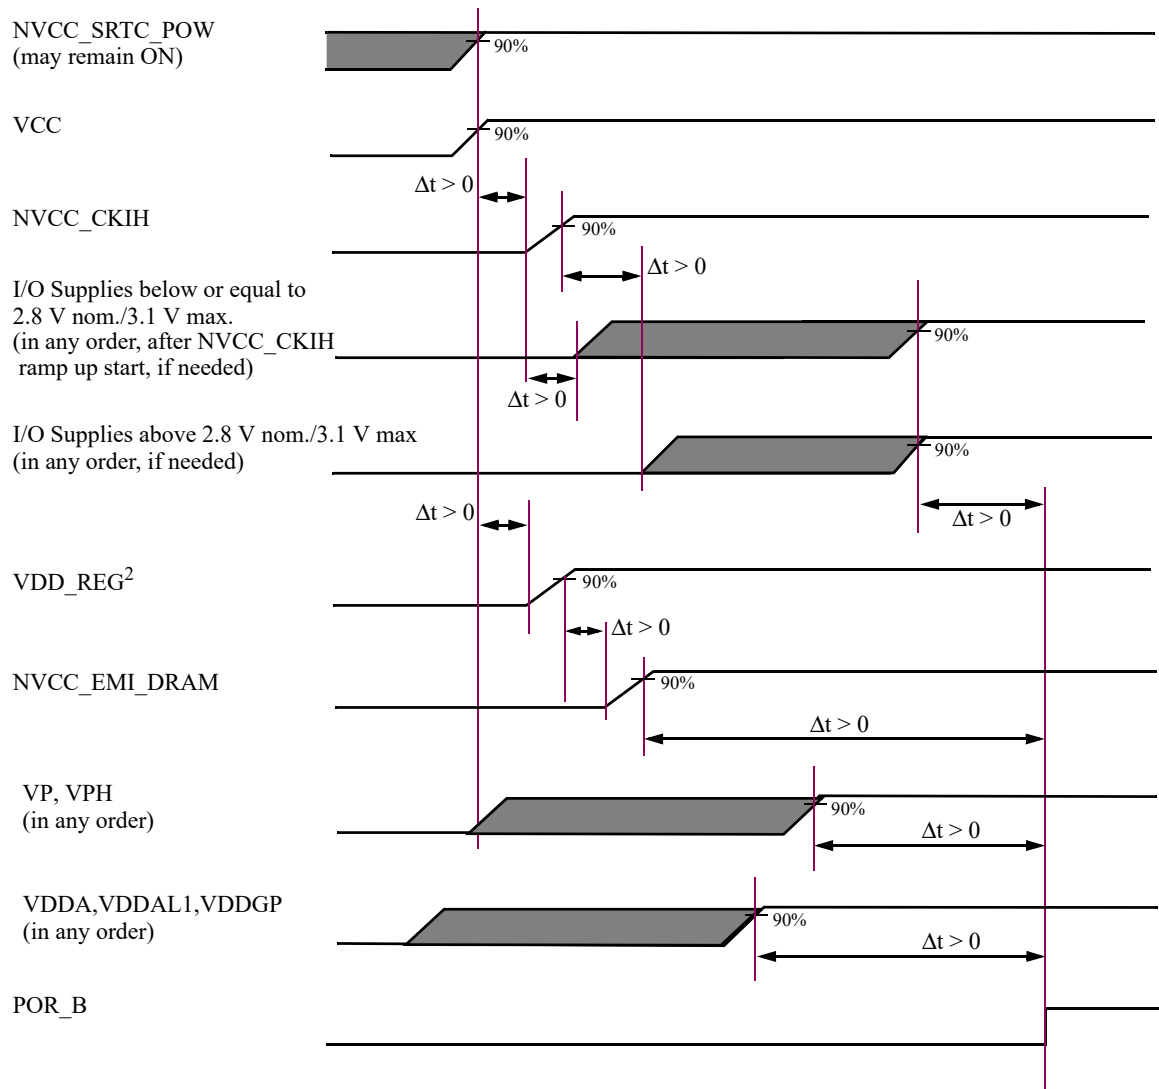 NVCC_SRTC_POW
(may remain ON)
90%
VCC
90%
Δt > 0
NVCC_CKIH
90%
Δt > 0
I/O Supplies below or equal to
2.8 V nom./3.1 V max.
(in any order, after NVCC_CKIH
ramp up start, if needed)
90%
Δt > 0
I/O Supplies above 2.8 V nom./3.1 V max
(in any order, if needed)
90%
Δt > 0
Δt > 0
VDD_REG2
90%
Δt > 0
NVCC_EMI_DRAM
90%
Δt > 0
VP, VPH
(in any order)
90%
Δt > 0
VDDA,VDDAL1,VDDGP
(in any order)
90%
Δt > 0
POR_B